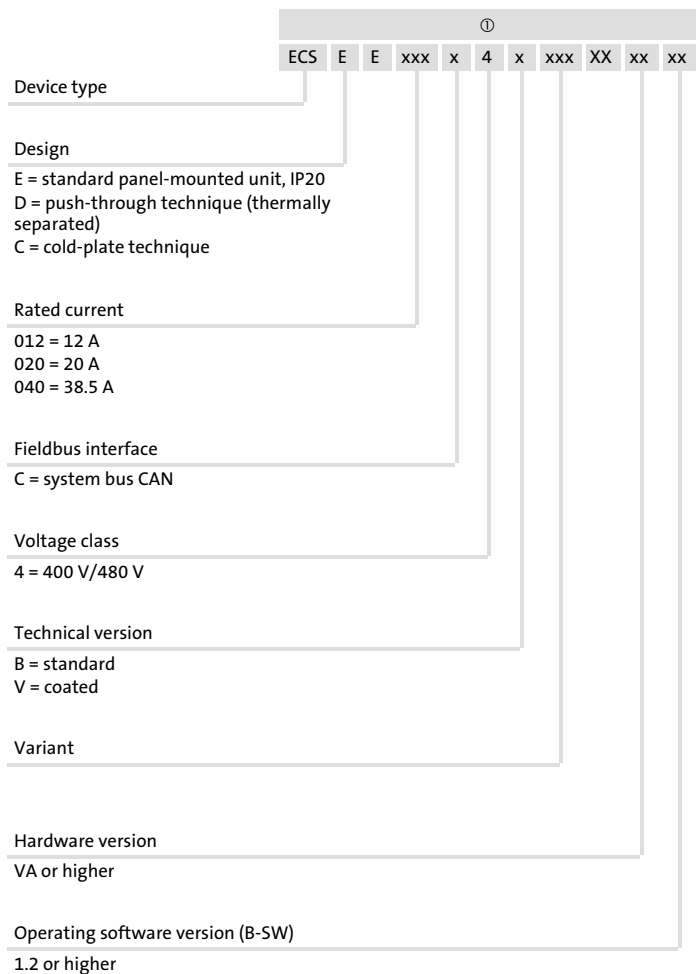 ①
ECS E E xxx x 4 x xxx XX xx xx
Device type
Design
E = standard panel-mounted unit, IP20
D = push-through technique (thermally
separated)
C = cold-plate technique
Rated current
012 = 12 A
020 = 20 A
040 = 38.5 A
Fieldbus interface
C = system bus CAN
Voltage class
4 = 400 V/480 V
Technical version
B = standard
V = coated
Variant
Hardware version
VA or higher
Operating software version (B-SW)
1.2 or higher